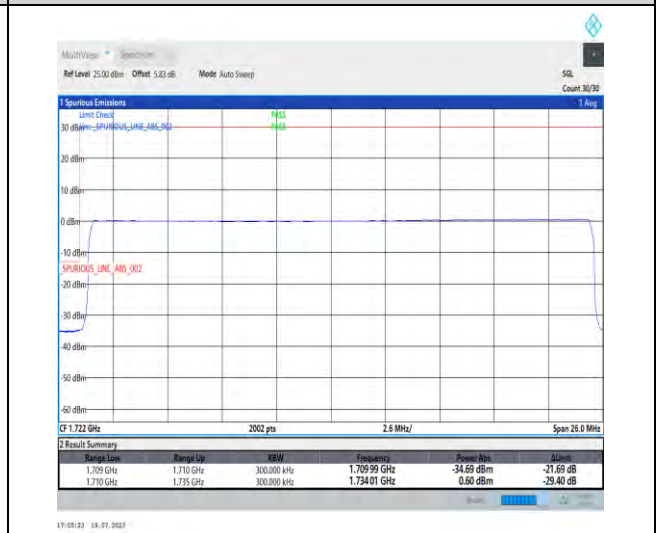 MultiView Spectrum
Ref Level 25.00 dBm Offset 5.83 dB Mode Auto Sweep SGL
Count 30/30
1 Spurious Emissions 1 Avg
Limit Check PASS
30 dBm Line _SPURIOUS_LINE_ABS_002 PASS
20 dBm
10 dBm
0 dBm
-10 dBm
_SPURIOUS_LINE_ABS_002
-20 dBm
-30 dBm
-40 dBm
-50 dBm
-60 dBm
CF 1.722 GHz 2002 pts 2.6 MHz/ Span 26.0 MHz
2 Result Summary
Range Low Range Up RBW Frequency Power Abs ΔLimit
1.709 GHz 1.710 GHz 300.000 kHz 1.70999 GHz -34.69 dBm -21.69 dB
1.710 GHz 1.735 GHz 300.000 kHz 1.73401 GHz 0.60 dBm -29.40 dB
17:05:33 19.07.2023